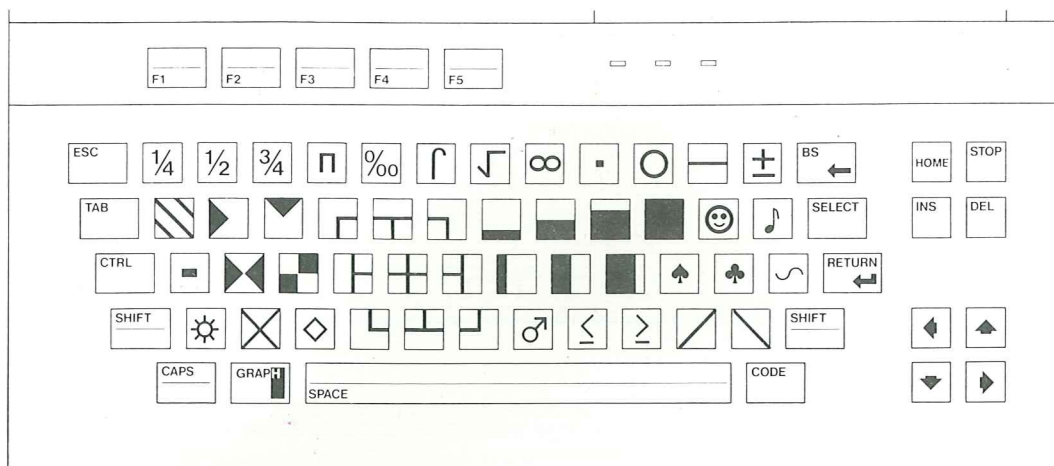 F1 F2 F3 F4 F5
ESC ¼ ½ ¾ п ‰ ⌠ √ ∞ · ○ — ± BS ← HOME STOP
TAB ☺ ♪ SELECT INS DEL
CTRL ♠ ♣ RETURN
SHIFT ☼ ◇ ♂ ≤ ≥ / \ SHIFT
CAPS GRAPH SPACE CODE